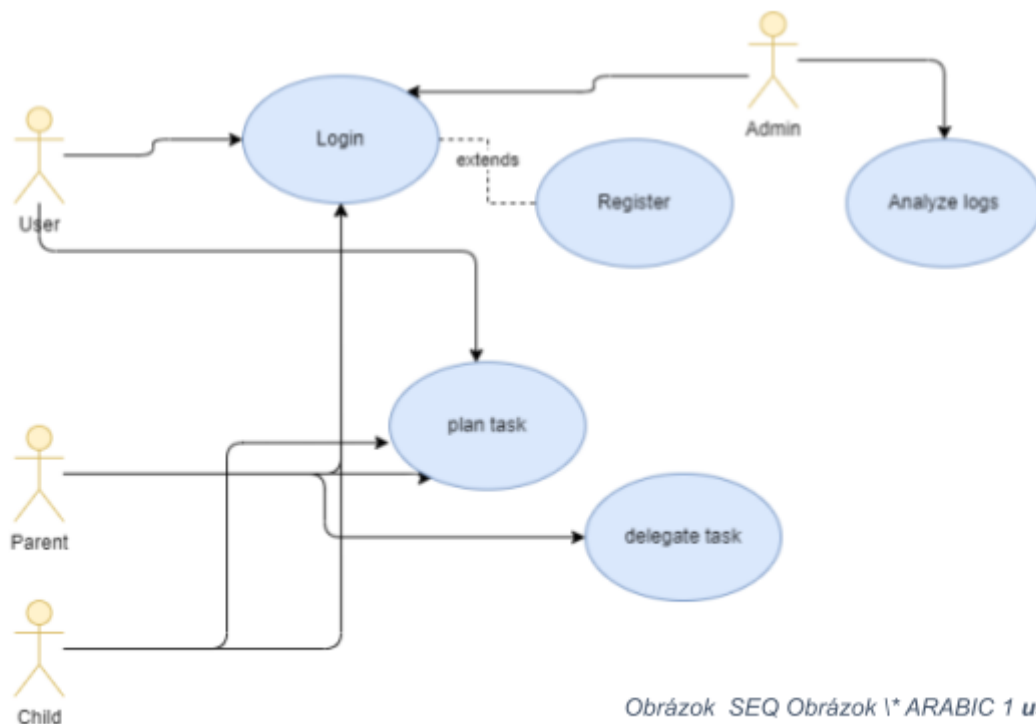 Admin
Login
User
extends
Register
Analyze logs
plan task
Parent
delegate task
Child
Obrázok SEQ Obrázok \* ARABIC 1 u